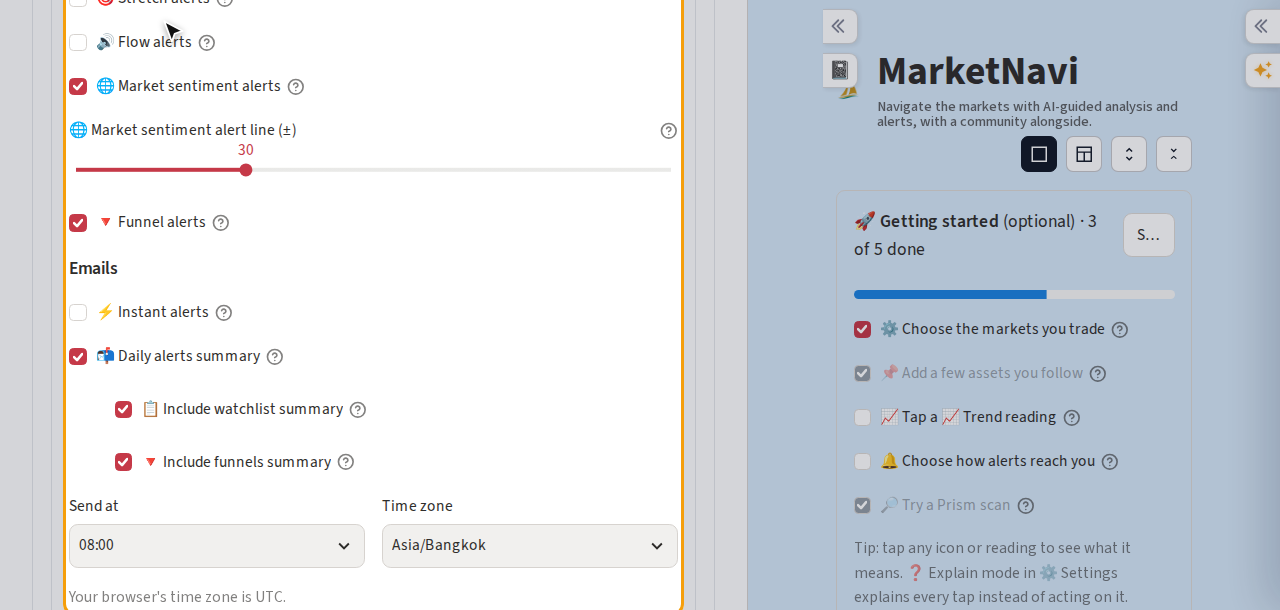 Stretch alerts
Flow alerts
Market sentiment alerts
Market sentiment alert line (±)
30
Funnel alerts
Emails
Instant alerts
Daily alerts summary
Include watchlist summary
Include funnels summary
Send at
Time zone
08:00
Asia/Bangkok
Your browser's time zone is UTC.
MarketNavi
Navigate the markets with AI-guided analysis and
alerts, with a community alongside.
🚀 Getting started (optional) · 3
of 5 done
S…
Choose the markets you trade
Add a few assets you follow
Tap a 📈 Trend reading
Choose how alerts reach you
Try a Prism scan
Tip: tap any icon or reading to see what it
means. ❓ Explain mode in ⚙️ Settings
explains every tap instead of acting on it.